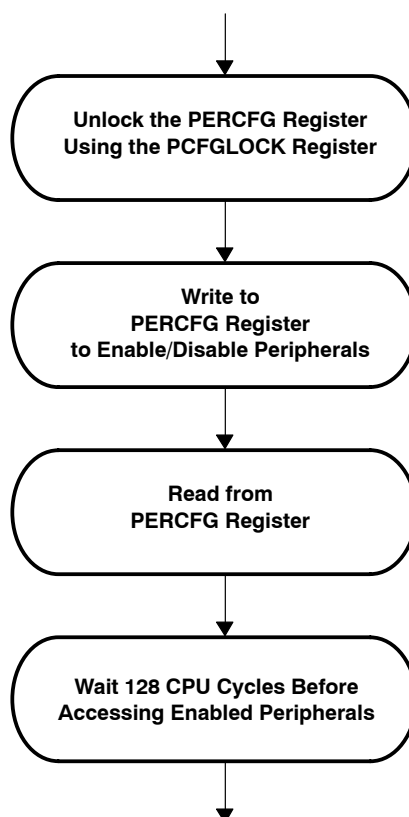 Unlock the PERCFG Register
Using the PCFGLOCK Register
Write to
PERCFG Register
to Enable/Disable Peripherals
Read from
PERCFG Register
Wait 128 CPU Cycles Before
Accessing Enabled Peripherals